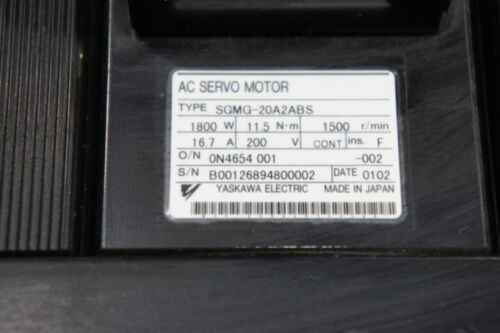 AC SERVO MOTOR
TYPE SGMG-20A2ABS
1800 W 11.5 N·m 1500 r/min
16.7 A 200 V CONT ins. F
O/N 0N4654 001 -002
S/N B00126894800002 DATE 0102
YASKAWA ELECTRIC MADE IN JAPAN